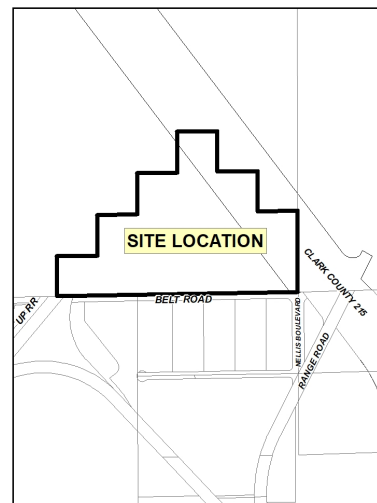 SITE LOCATION
CLARK COUNTY 215
UP RR
BELT ROAD
NELLIS BOULEVARD
RANGE ROAD